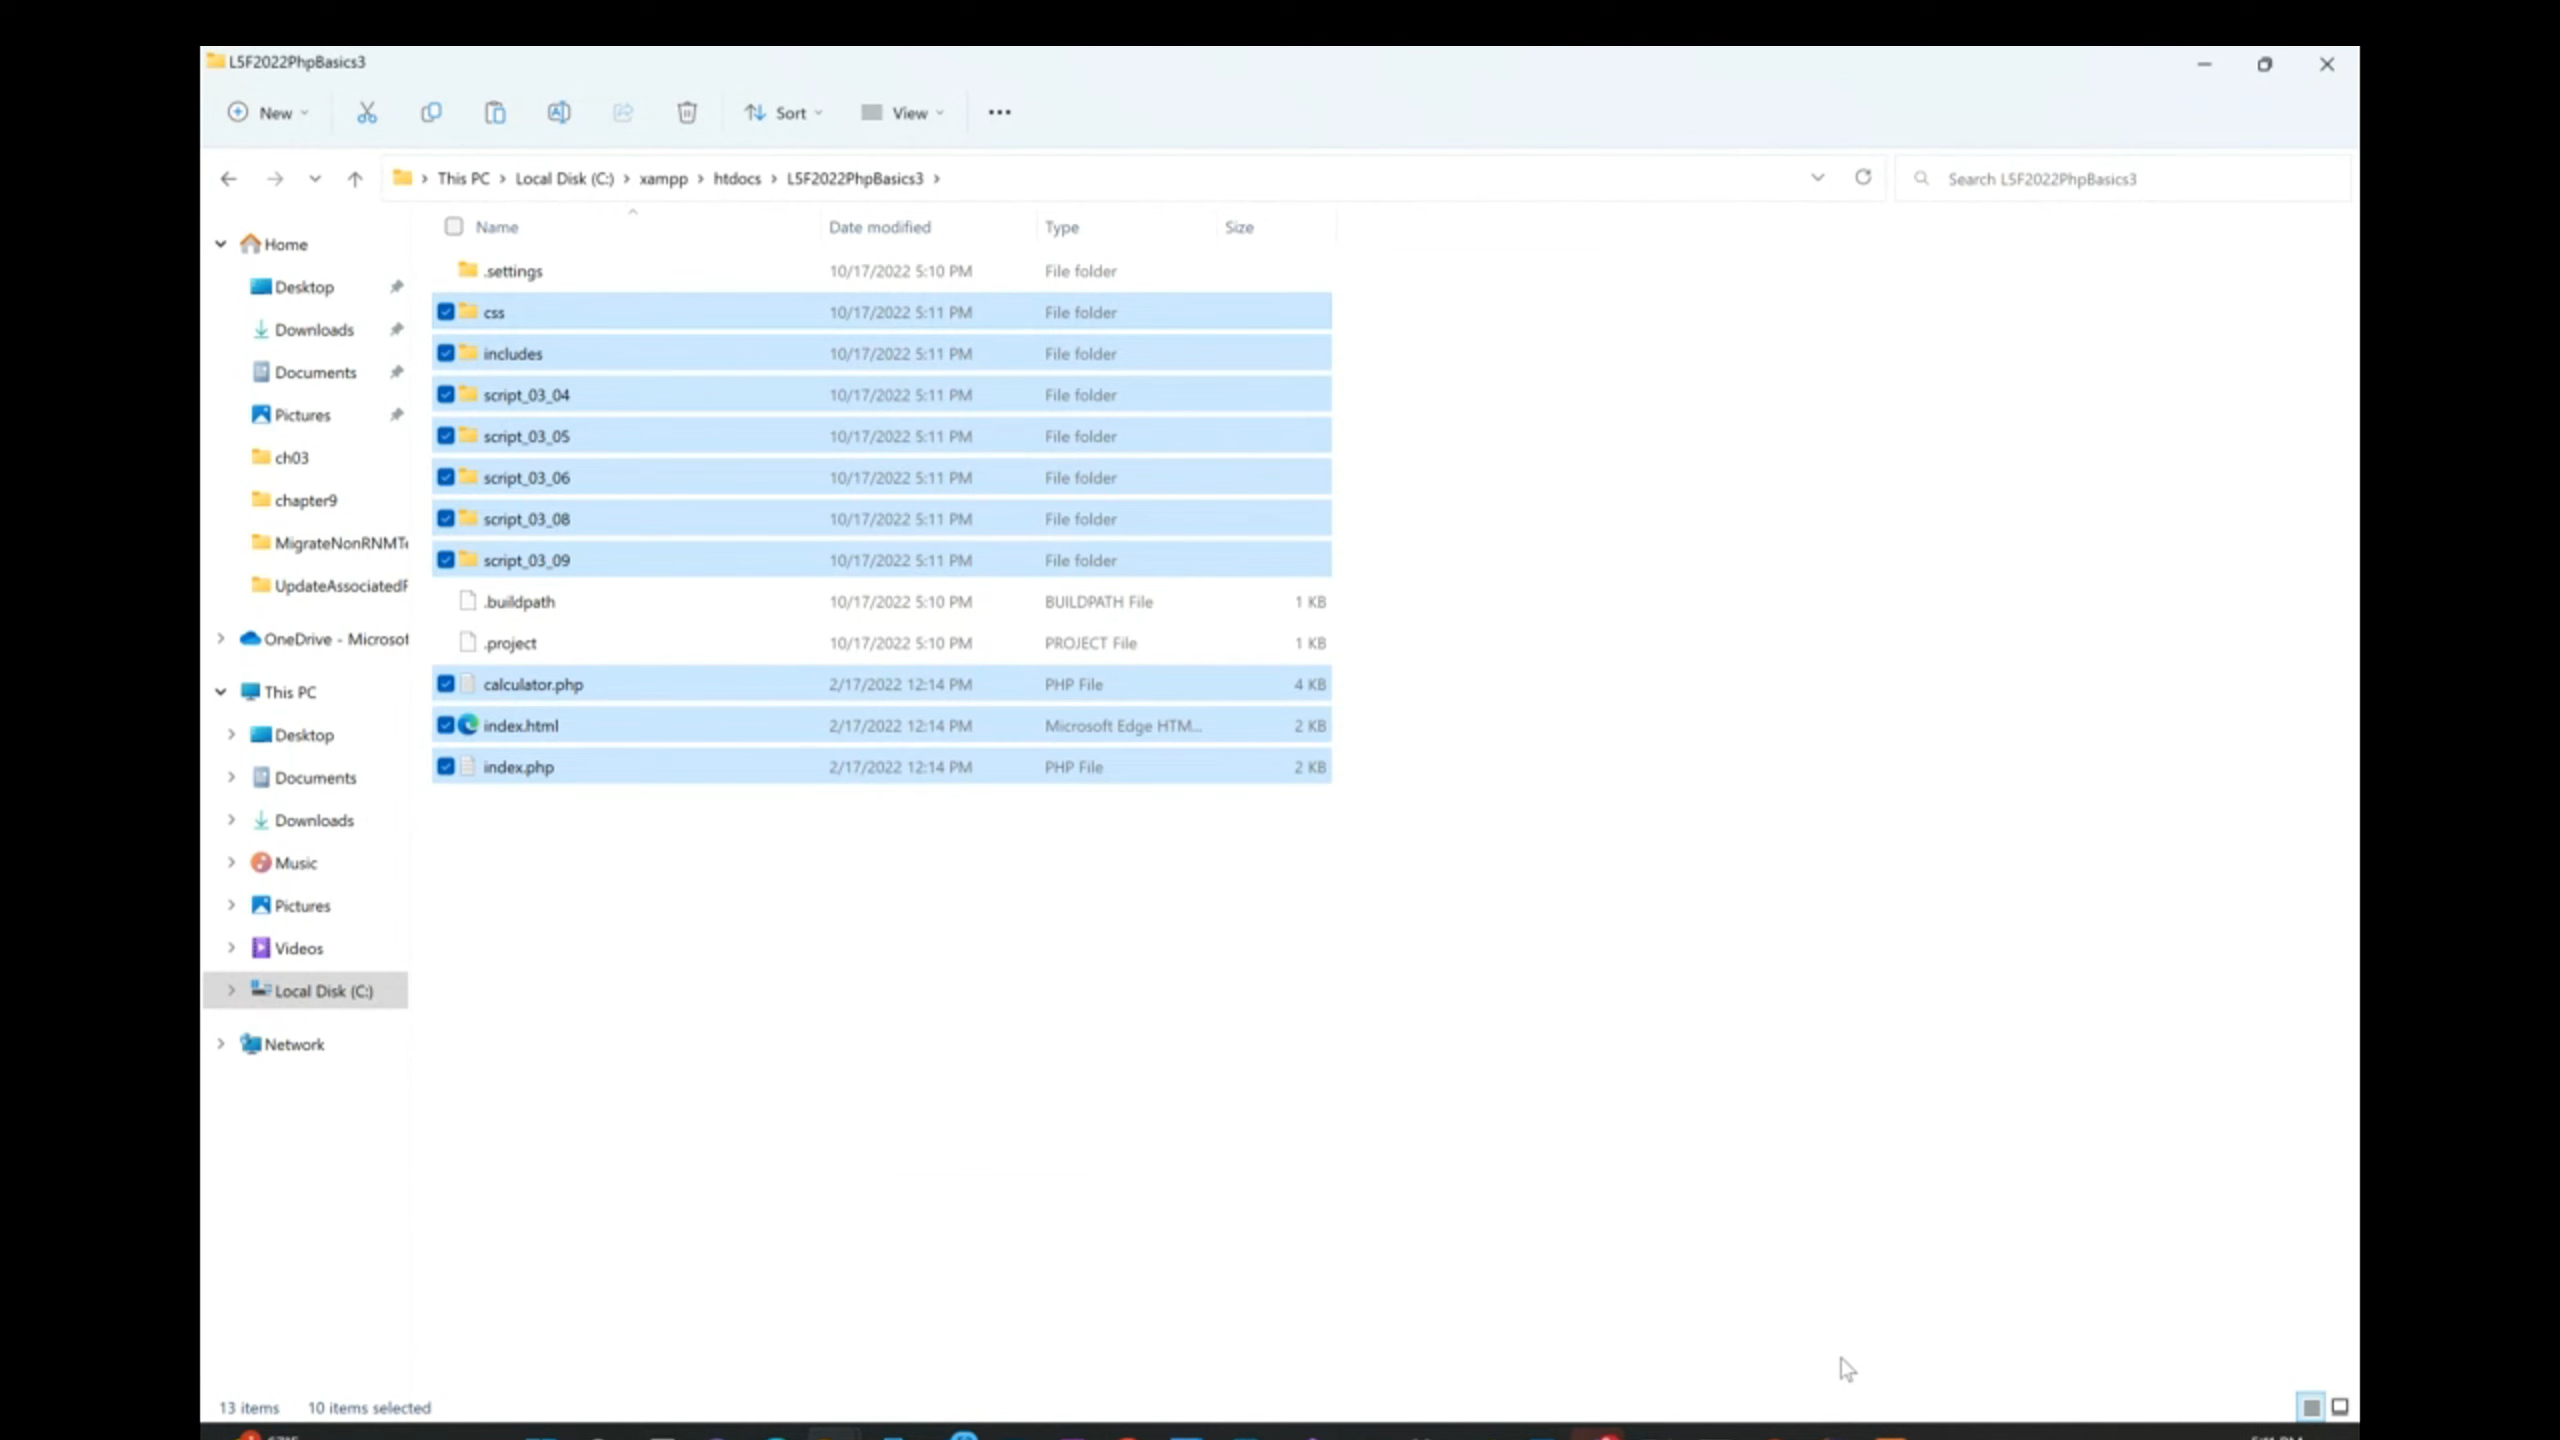 L5F2022PhpBasics3
New Sort View
This PC Local Disk (C:) xampp htdocs L5F2022PhpBasics3 Search L5F2022PhpBasics3
Name Date modified Type Size
.settings 10/17/2022 5:10 PM File folder
css 10/17/2022 5:11 PM File folder
includes 10/17/2022 5:11 PM File folder
script_03_04 10/17/2022 5:11 PM File folder
script_03_05 10/17/2022 5:11 PM File folder
script_03_06 10/17/2022 5:11 PM File folder
script_03_08 10/17/2022 5:11 PM File folder
script_03_09 10/17/2022 5:11 PM File folder
.buildpath 10/17/2022 5:10 PM BUILDPATH File 1 KB
.project 10/17/2022 5:10 PM PROJECT File 1 KB
calculator.php 2/17/2022 12:14 PM PHP File 4 KB
index.html 2/17/2022 12:14 PM Microsoft Edge HTM... 2 KB
index.php 2/17/2022 12:14 PM PHP File 2 KB
Home
Desktop
Downloads
Documents
Pictures
ch03
chapter9
MigrateNonRNMTe
UpdateAssociatedF
OneDrive - Microsof
This PC
Desktop
Documents
Downloads
Music
Pictures
Videos
Local Disk (C:)
Network
13 items 10 items selected